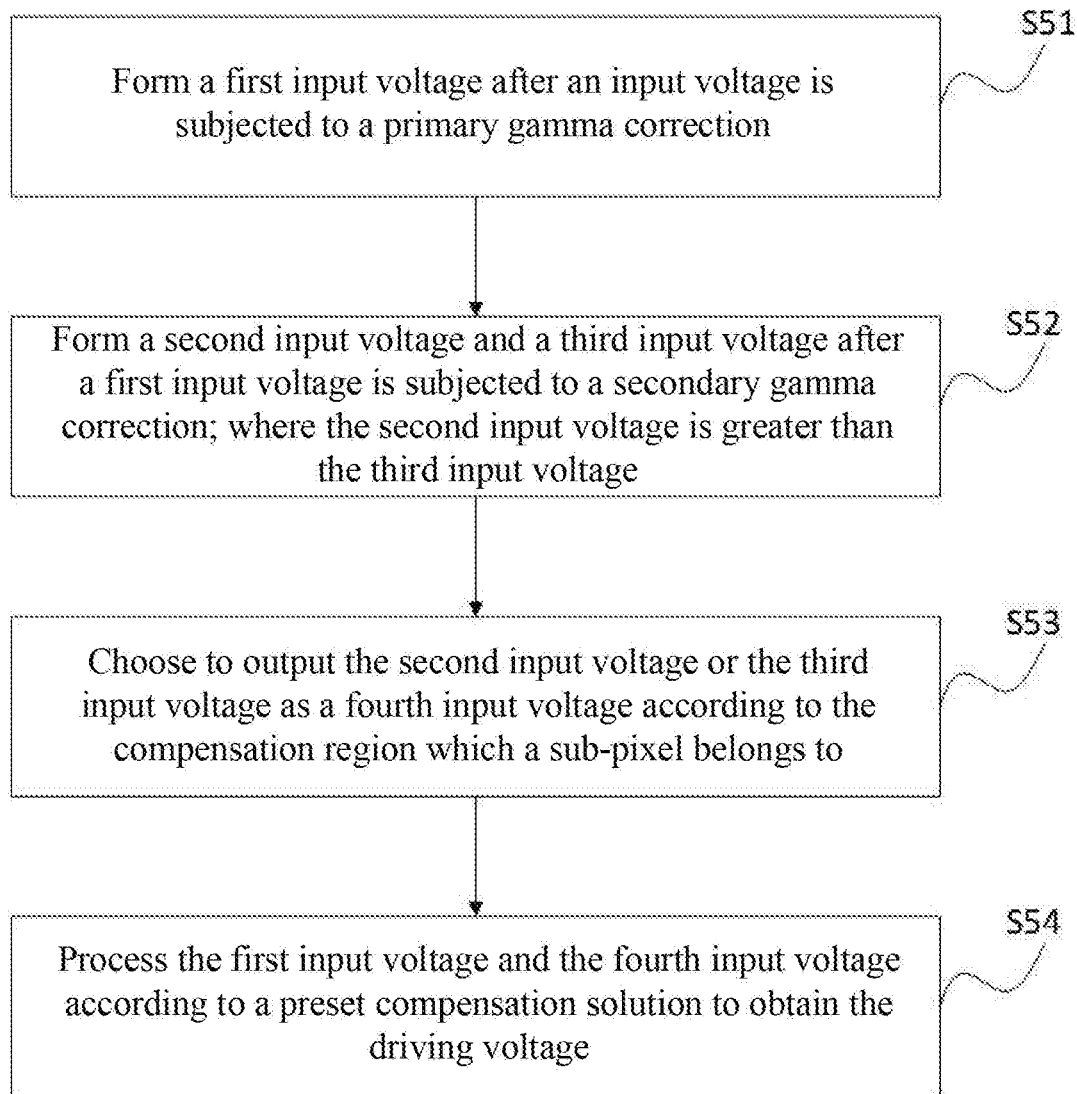 S51
Form a first input voltage after an input voltage is
subjected to a primary gamma correction
S52
Form a second input voltage and a third input voltage after
a first input voltage is subjected to a secondary gamma
correction; where the second input voltage is greater than
the third input voltage
S53
Choose to output the second input voltage or the third
input voltage as a fourth input voltage according to the
compensation region which a sub-pixel belongs to
S54
Process the first input voltage and the fourth input voltage
according to a preset compensation solution to obtain the
driving voltage